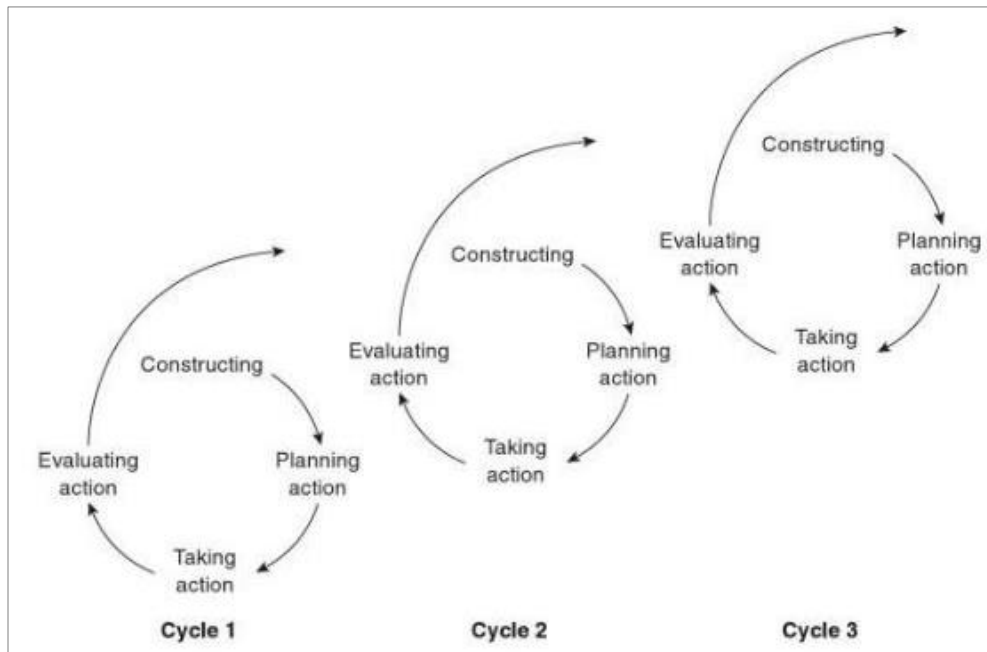 Constructing
Planning
action
Taking
action
Evaluating
action
Cycle 1
Constructing
Planning
action
Taking
action
Evaluating
action
Cycle 2
Constructing
Planning
action
Taking
action
Evaluating
action
Cycle 3